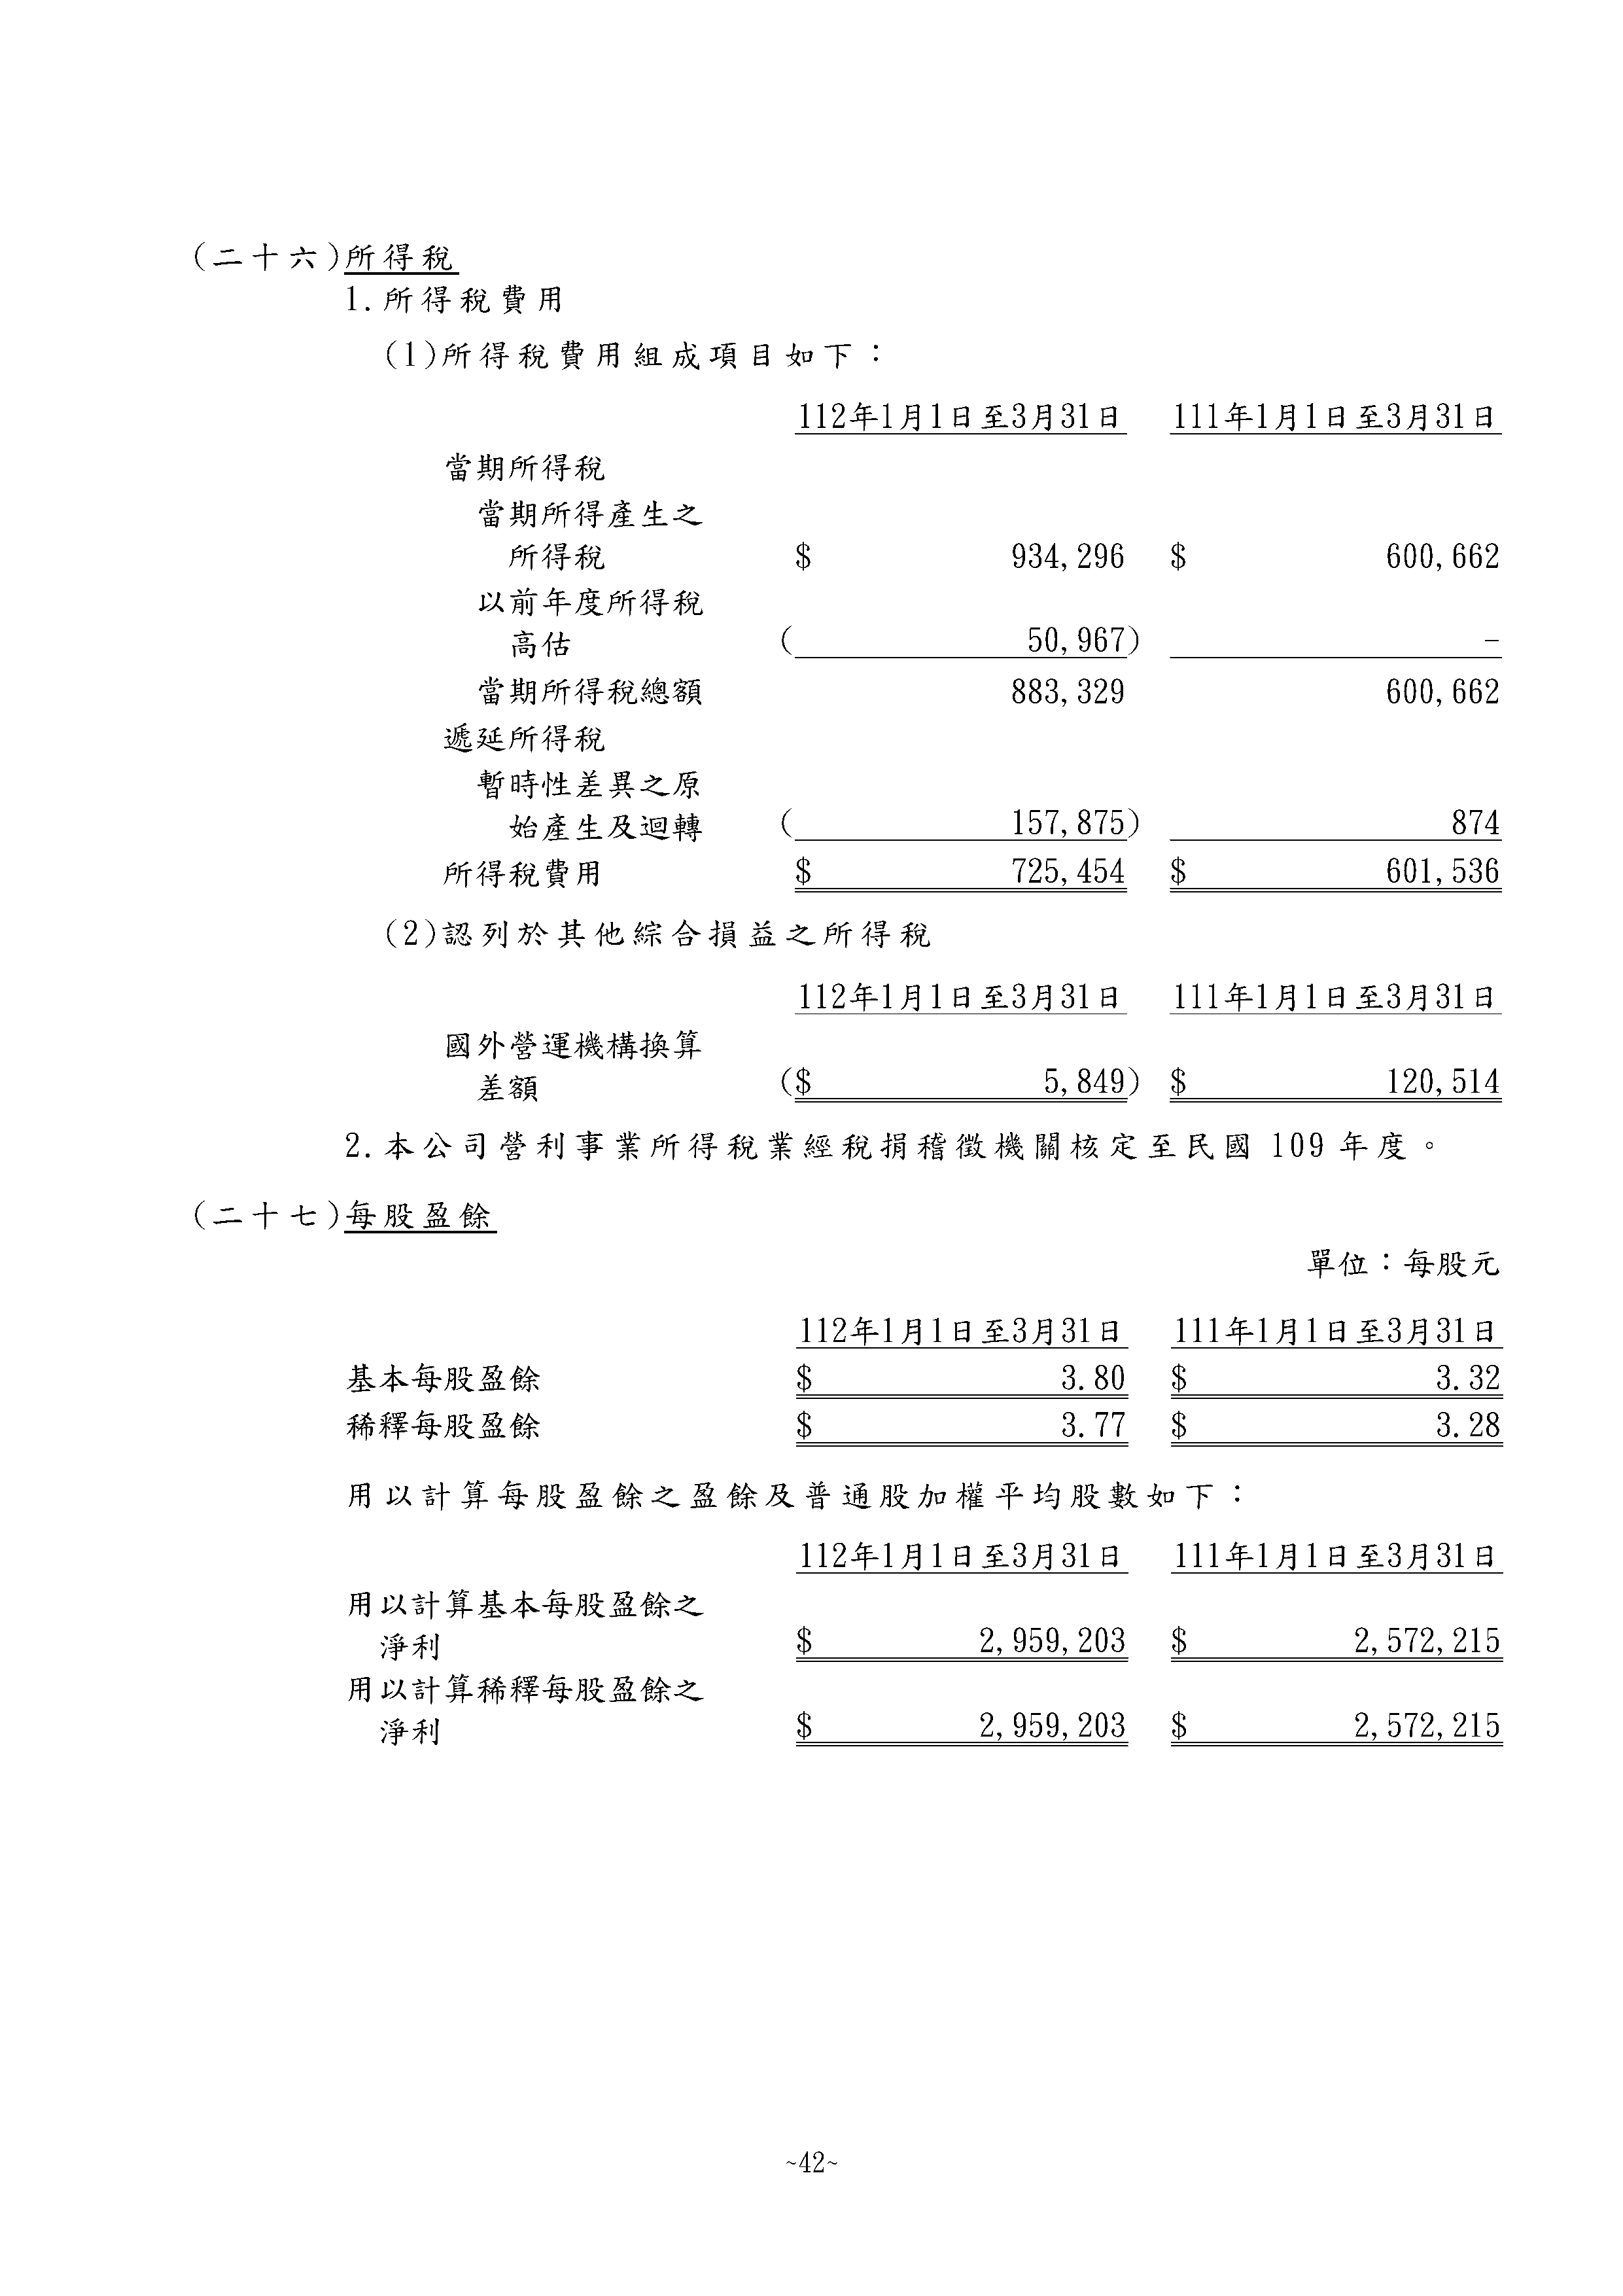 (二十六)所得稅
1.所得稅費用
(1)所得稅費用組成項目如下：
112年1月1日至3月31日 111年1月1日至3月31日
當期所得稅
當期所得產生之
所得稅 $ 934,296 $ 600,662
以前年度所得稅
高估 ( 50,967) -
當期所得稅總額 883,329 600,662
遞延所得稅
暫時性差異之原
始產生及迴轉 ( 157,875) 874
所得稅費用 $ 725,454 $ 601,536
(2)認列於其他綜合損益之所得稅
112年1月1日至3月31日 111年1月1日至3月31日
國外營運機構換算
差額 ($ 5,849) $ 120,514
2.本公司營利事業所得稅業經稅捐稽徵機關核定至民國 109 年度。
(二十七)每股盈餘
單位：每股元
112年1月1日至3月31日 111年1月1日至3月31日
基本每股盈餘 $ 3.80 $ 3.32
稀釋每股盈餘 $ 3.77 $ 3.28
用以計算每股盈餘之盈餘及普通股加權平均股數如下：
112年1月1日至3月31日 111年1月1日至3月31日
用以計算基本每股盈餘之
淨利 $ 2,959,203 $ 2,572,215
用以計算稀釋每股盈餘之
淨利 $ 2,959,203 $ 2,572,215
~42~